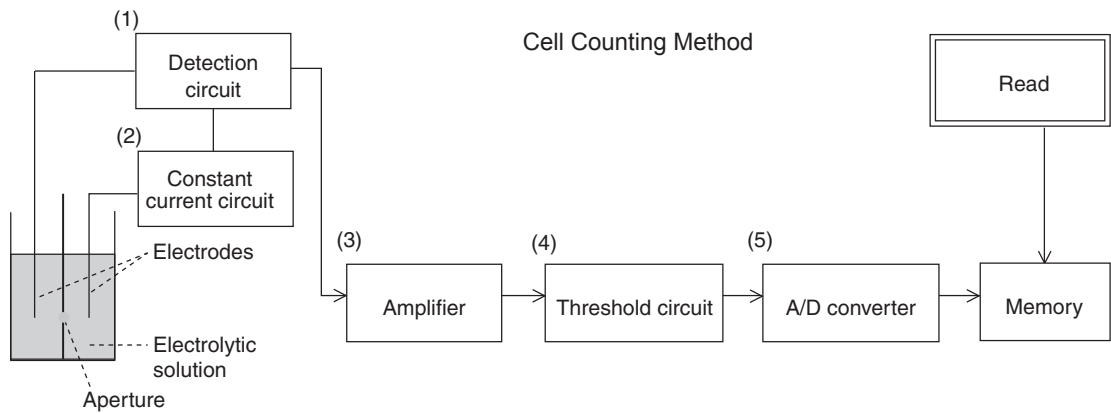 Cell Counting Method
(1)
Detection
circuit
(2)
Constant
current circuit
Read
Electrodes
Electrolytic
solution
Aperture
(3)
Amplifier
(4)
Threshold circuit
(5)
A/D converter
Memory